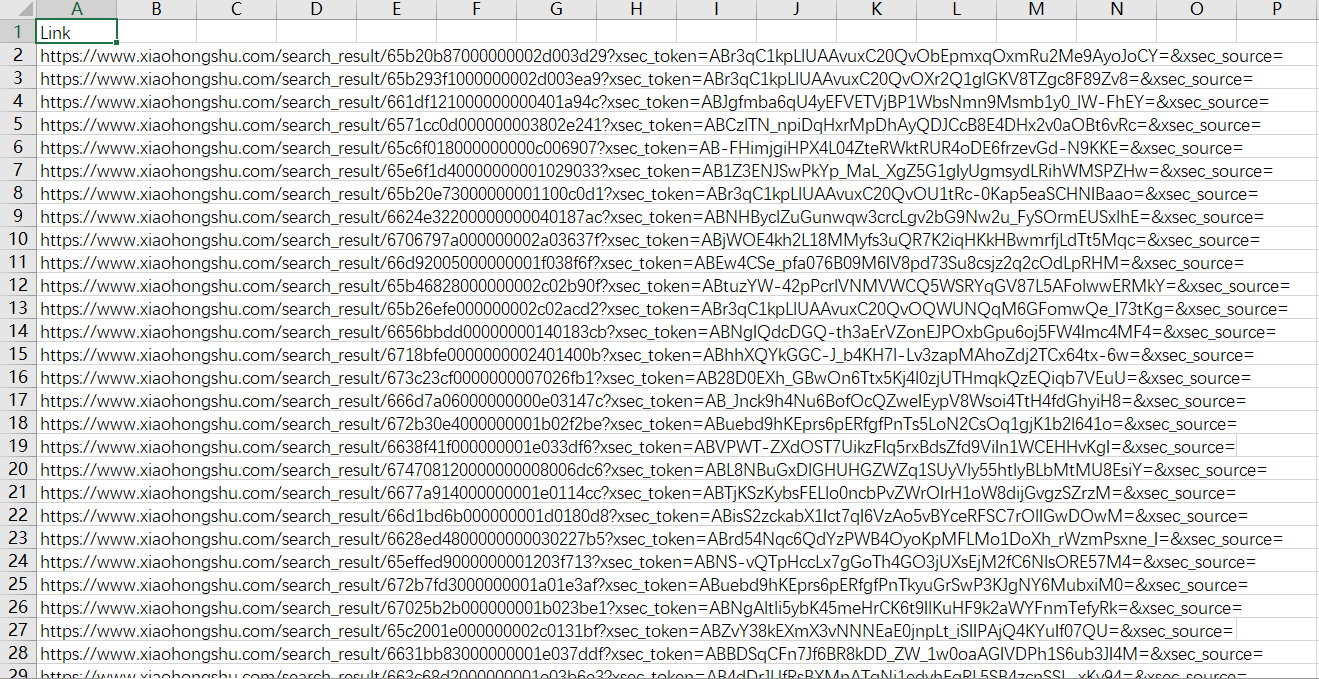 A B C D E F G H I J K L M N O P
1 Link
2 https://www.xiaohongshu.com/search_result/65b20b87000000002d003d29?xsec_token=ABr3qC1kpLlUAAvuxC20QvObEpmxqOxmRu2Me9AyoJoCY=&xsec_source=
3 https://www.xiaohongshu.com/search_result/65b293f1000000002d003ea9?xsec_token=ABr3qC1kpLlUAAvuxC20QvOXr2Q1glGKV8TZgc8F89Zv8=&xsec_source=
4 https://www.xiaohongshu.com/search_result/661df121000000000401a94c?xsec_token=ABJgfmba6qU4yEFVETVjBP1WbsNmn9Msmb1y0_lW-FhEY=&xsec_source=
5 https://www.xiaohongshu.com/search_result/6571cc0d000000003802e241?xsec_token=ABCzlTN_npiDqHxrMpDhAyQDJCcB8E4DHx2v0aOBt6vRc=&xsec_source=
6 https://www.xiaohongshu.com/search_result/65c6f018000000000c006907?xsec_token=AB-FHimjgiHPX4L04ZteRWktRUR4oDE6frzevGd-N9KKE=&xsec_source=
7 https://www.xiaohongshu.com/search_result/65e6f1d40000000001029033?xsec_token=AB1Z3ENJSwPkYp_MaL_XgZ5G1glyUgmsydLRihWMSPZHw=&xsec_source=
8 https://www.xiaohongshu.com/search_result/65b20e73000000001100c0d1?xsec_token=ABr3qC1kpLlUAAvuxC20QvOU1tRc-0Kap5eaSCHNIBaao=&xsec_source=
9 https://www.xiaohongshu.com/search_result/6624e32200000000040187ac?xsec_token=ABNHByclZuGunwqw3crcLgv2bG9Nw2u_FySOrmEUSxlhE=&xsec_source=
10 https://www.xiaohongshu.com/search_result/6706797a000000002a03637f?xsec_token=ABjWOE4kh2L18MMyfs3uQR7K2iqHKkHBwmrfjLdTt5Mqc=&xsec_source=
11 https://www.xiaohongshu.com/search_result/66d92005000000001f038f6f?xsec_token=ABEw4CSe_pfa076B09M6IV8pd73Su8csjz2q2cOdLpRHM=&xsec_source=
12 https://www.xiaohongshu.com/search_result/65b46828000000002c02b90f?xsec_token=ABtuzYW-42pPcrlVNMVWCQ5WSRYqGV87L5AFolwwERMkY=&xsec_source=
13 https://www.xiaohongshu.com/search_result/65b26efe000000002c02acd2?xsec_token=ABr3qC1kpLlUAAvuxC20QvOQWUNQqM6GFomwQe_I73tKg=&xsec_source=
14 https://www.xiaohongshu.com/search_result/6656bbdd00000000140183cb?xsec_token=ABNgIQdcDGQ-th3aErVZonEJPOxbGpu6oj5FW4Imc4MF4=&xsec_source=
15 https://www.xiaohongshu.com/search_result/6718bfe0000000002401400b?xsec_token=ABhhXQYkGGC-J_b4KH7I-Lv3zapMAhoZdj2TCx64tx-6w=&xsec_source=
16 https://www.xiaohongshu.com/search_result/673c23cf0000000007026fb1?xsec_token=AB28D0EXh_GBwOn6Ttx5Kj4l0zjUTHmqkQzEQiqb7VEuU=&xsec_source=
17 https://www.xiaohongshu.com/search_result/666d7a06000000000e03147c?xsec_token=AB_Jnck9h4Nu6BofOcQZwelEypV8Wsoi4TtH4fdGhyiH8=&xsec_source=
18 https://www.xiaohongshu.com/search_result/672b30e4000000001b02f2be?xsec_token=ABuebd9hKEprs6pERfgfPnTs5LoN2CsOq1gjK1b2l641o=&xsec_source=
19 https://www.xiaohongshu.com/search_result/6638f41f000000001e033df6?xsec_token=ABVPWT-ZXdOST7UikzFlq5rxBdsZfd9Viln1WCEHHvKgI=&xsec_source=
20 https://www.xiaohongshu.com/search_result/674708120000000008006dc6?xsec_token=ABL8NBuGxDIGHUHGZWZq1SUyVly55htlyBLbMtMU8EsiY=&xsec_source=
21 https://www.xiaohongshu.com/search_result/6677a914000000001e0114cc?xsec_token=ABTjKSzKybsFELlo0ncbPvZWrOIrH1oW8dijGvgzSZrzM=&xsec_source=
22 https://www.xiaohongshu.com/search_result/66d1bd6b000000001d0180d8?xsec_token=ABisS2zckabX1Ict7qI6VzAo5vBYceRFSC7rOIlGwDOwM=&xsec_source=
23 https://www.xiaohongshu.com/search_result/6628ed4800000000030227b5?xsec_token=ABrd54Nqc6QdYzPWB4OyoKpMFLMo1DoXh_rWzmPsxne_I=&xsec_source=
24 https://www.xiaohongshu.com/search_result/65effed9000000001203f713?xsec_token=ABNS-vQTpHccLx7gGoTh4GO3jUXsEjM2fC6NlsORE57M4=&xsec_source=
25 https://www.xiaohongshu.com/search_result/672b7fd3000000001a01e3af?xsec_token=ABuebd9hKEprs6pERfgfPnTkyuGrSwP3KJgNY6MubxiM0=&xsec_source=
26 https://www.xiaohongshu.com/search_result/67025b2b000000001b023be1?xsec_token=ABNgAltIi5ybK45meHrCK6t9IlKuHF9k2aWYFnmTefyRk=&xsec_source=
27 https://www.xiaohongshu.com/search_result/65c2001e000000002c0131bf?xsec_token=ABZvY38kEXmX3vNNNEaE0jnpLt_iSIlPAjQ4KYulf07QU=&xsec_source=
28 https://www.xiaohongshu.com/search_result/6631bb83000000001e037ddf?xsec_token=ABBDSqCFn7Jf6BR8kDD_ZW_1w0oaAGlVDPh1S6ub3JI4M=&xsec_source=
29